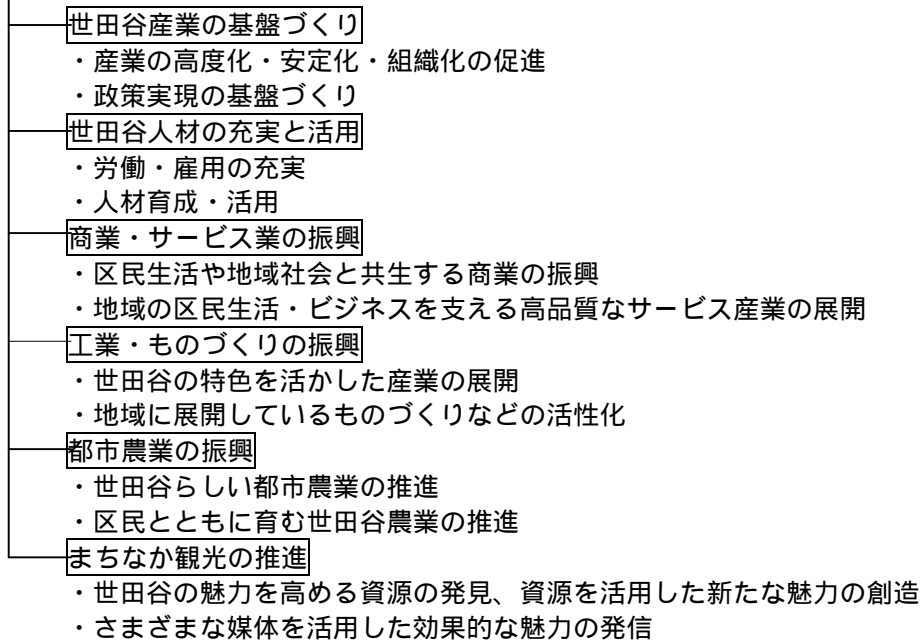 世田谷産業の基盤づくり
・産業の高度化・安定化・組織化の促進
・政策実現の基盤づくり
世田谷人材の充実と活用
・労働・雇用の充実
・人材育成・活用
商業・サービス業の振興
・区民生活や地域社会と共生する商業の振興
・地域の区民生活・ビジネスを支える高品質なサービス産業の展開
工業・ものづくりの振興
・世田谷の特色を活かした産業の展開
・地域に展開しているものづくりなどの活性化
都市農業の振興
・世田谷らしい都市農業の推進
・区民とともに育む世田谷農業の推進
まちなか観光の推進
・世田谷の魅力を高める資源の発見、資源を活用した新たな魅力の創造
・さまざまな媒体を活用した効果的な魅力の発信